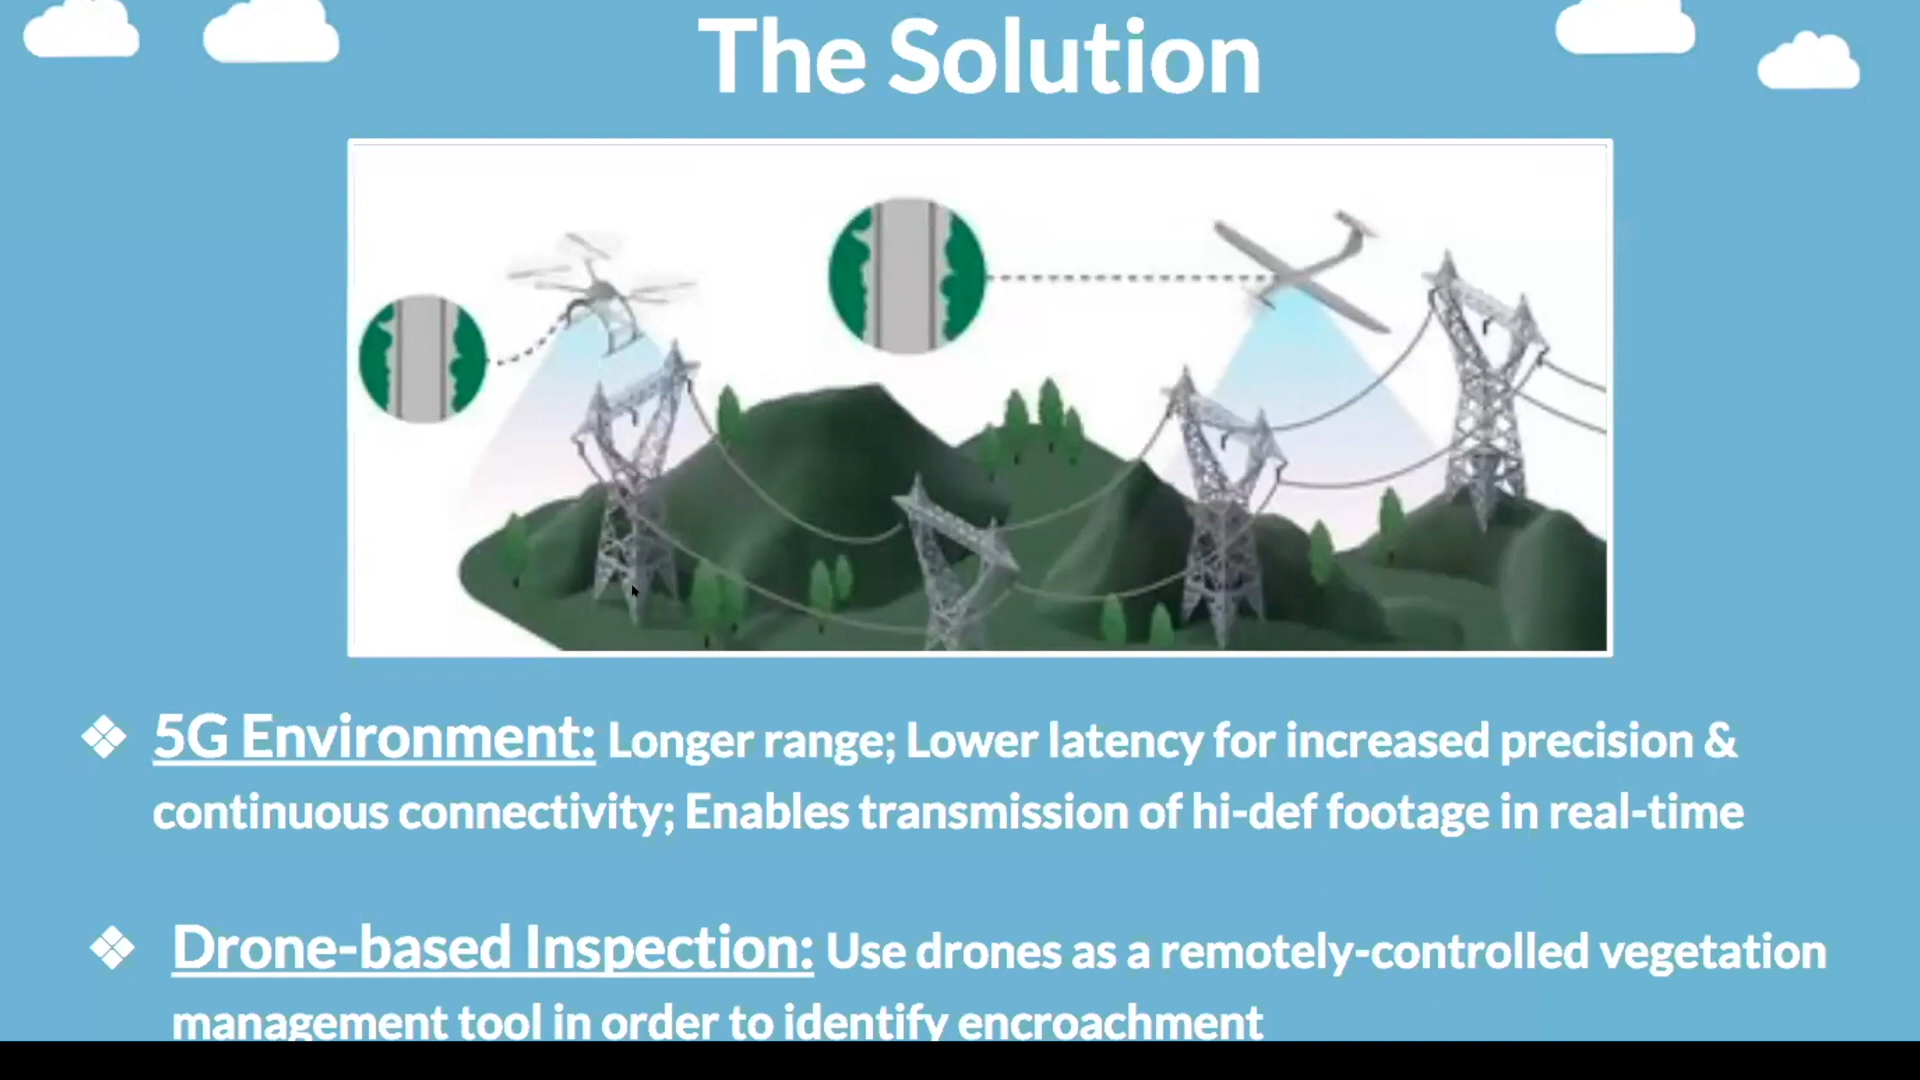 The Solution
5G Environment: Longer range; Lower latency for increased precision &
continuous connectivity; Enables transmission of hi-def footage in real-time
Drone-based Inspection: Use drones as a remotely-controlled vegetation
management tool in order to identify encroachment